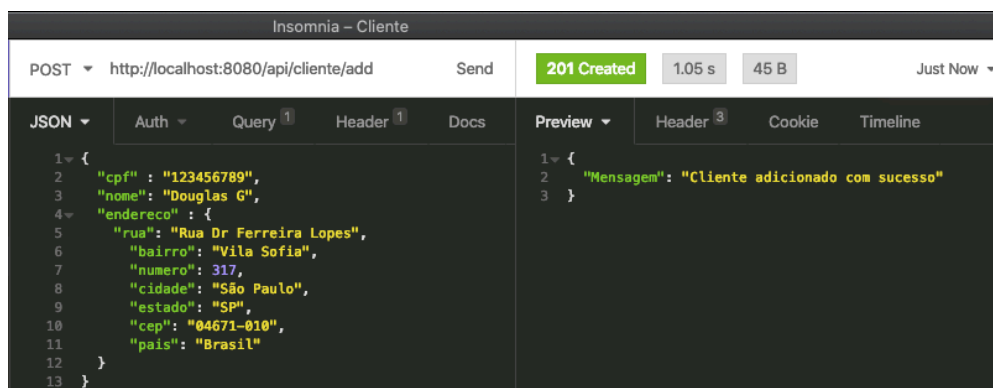 Insomnia – Cliente
POST http://localhost:8080/api/cliente/add Send 201 Created 1.05 s 45 B Just Now
JSON Auth Query 1 Header 1 Docs Preview Header 3 Cookie Timeline
1 {
2 "cpf" : "123456789",
3 "nome": "Douglas G",
4 "endereco" : {
5 "rua": "Rua Dr Ferreira Lopes",
6 "bairro": "Vila Sofia",
7 "numero": 317,
8 "cidade": "São Paulo",
9 "estado": "SP",
10 "cep": "04671-010",
11 "pais": "Brasil"
12 }
13 }
1 {
2 "Mensagem": "Cliente adicionado com sucesso"
3 }